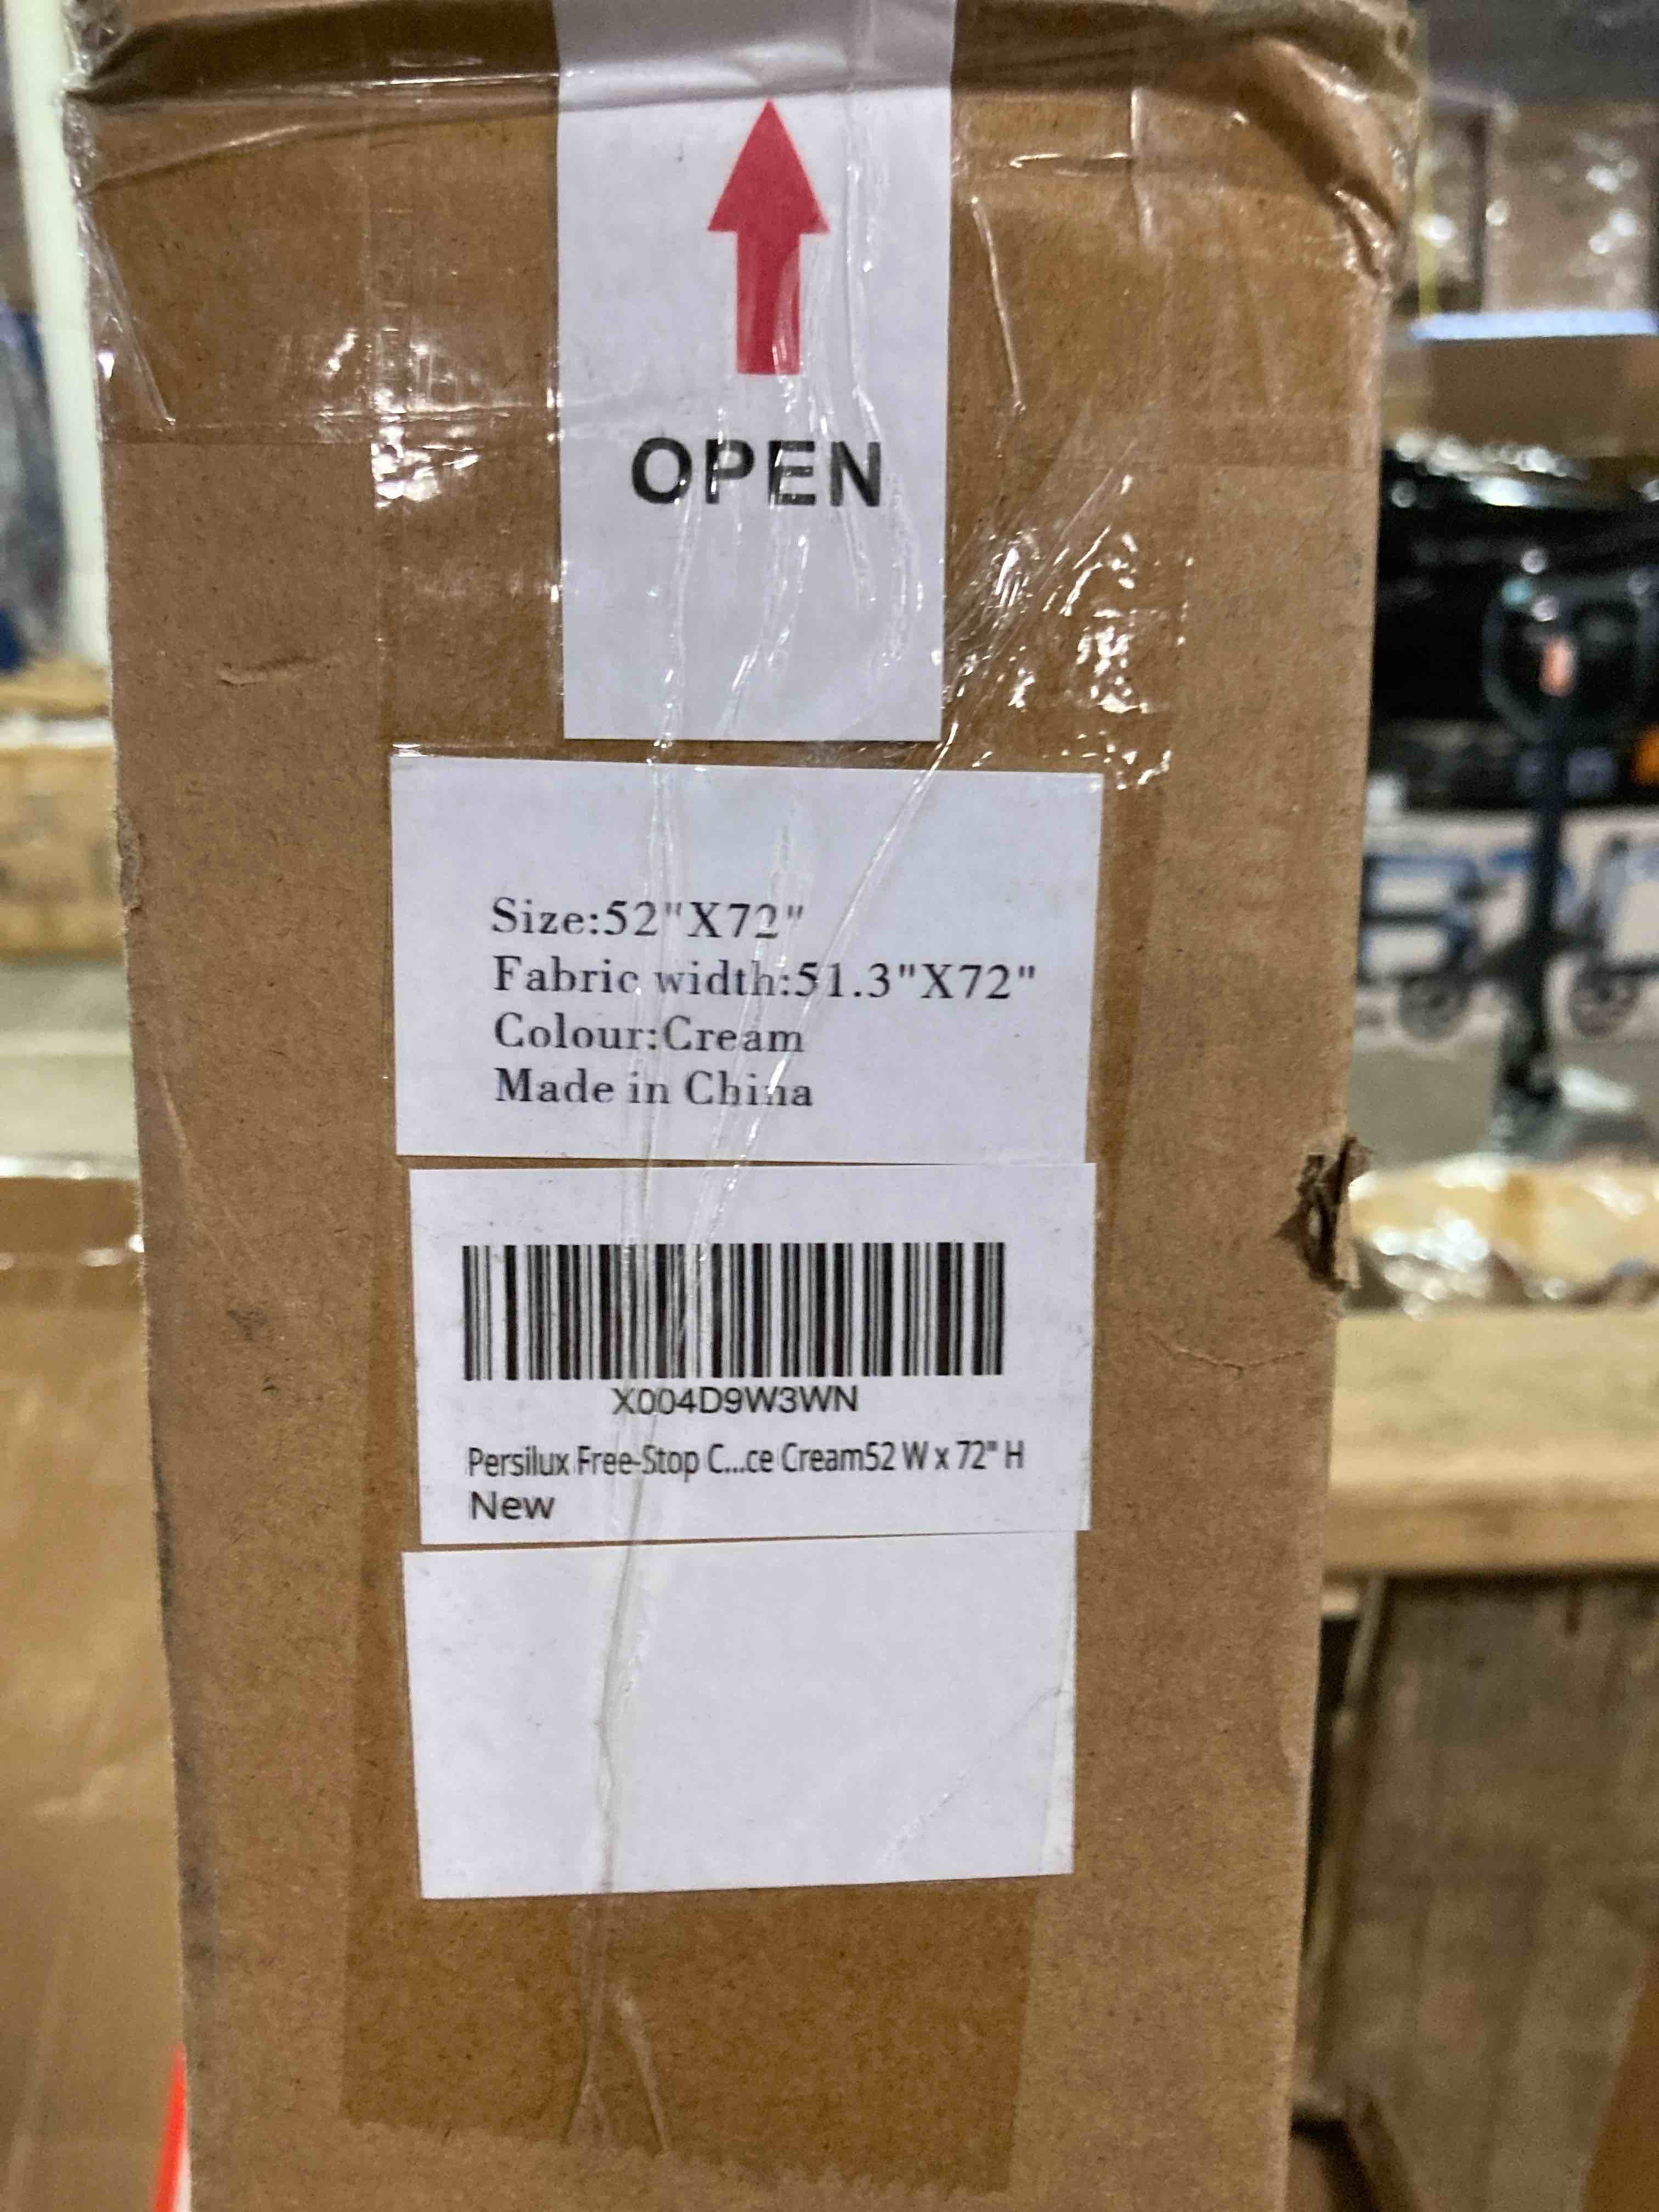 OPEN
Size:52"X72"
Fabric width:51.3"X72"
Colour:Cream
Made in China
X004D9W3WN
Persilux Free-Stop C...ce Cream52 W x 72" H
New